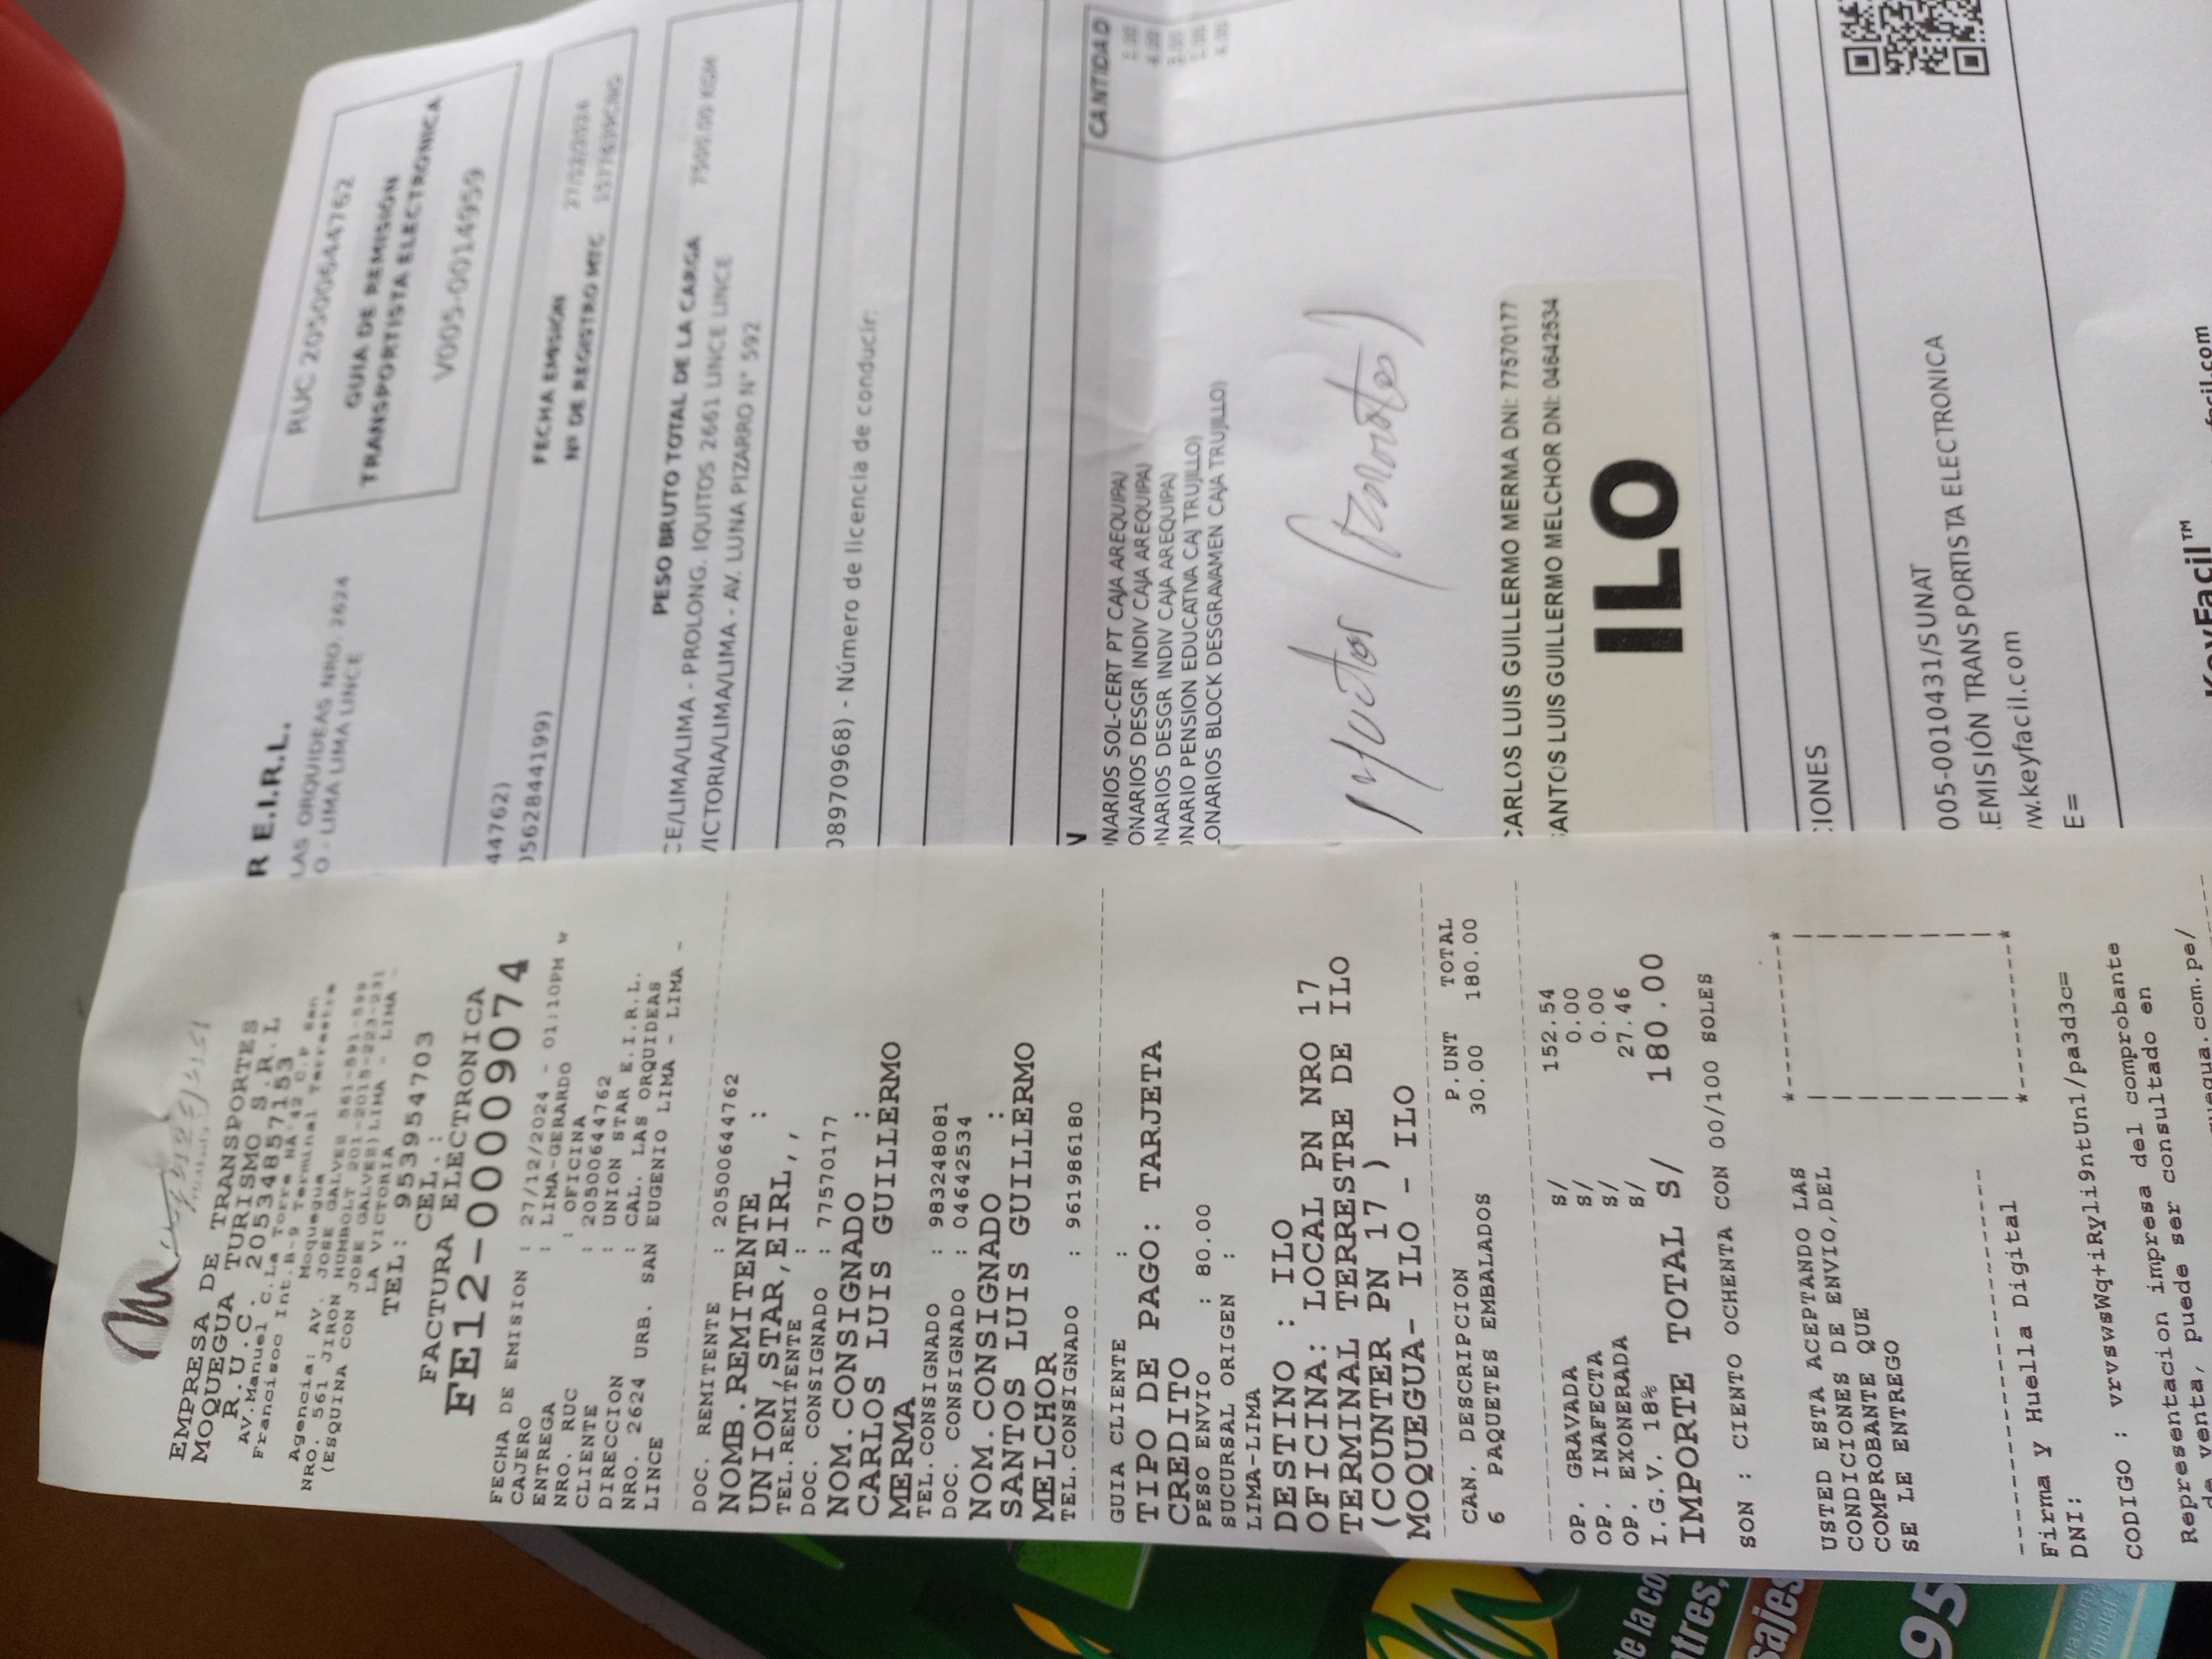 EMPRESA DE TRANSPORTES
MOQUEGUA TURISMO S.R.L
R.U.C. 20534857153
AV.Manuel C.La Torre
Francisco Int.B-9 Terminal Terrestre
Moquegua
Agencia: AV. JOSE GALVES 561-591-599
NRO. 561 JIRON HUMBOLT 201-2015-223-231
(ESQUINA CON JOSE GALVES)LIMA - LIMA -
LA VICTORIA
TEL: 953954703
CEL.:
FACTURA ELECTRONICA
FE12-00009074
FECHA DE EMISION : 27/12/2024 - 01:10PM
CAJERO : LIMA-GERARDO
ENTREGA : OFICINA
NRO. RUC : 20500644762
CLIENTE : UNION STAR E.I.R.L.
DIRECCION : CAL. LAS ORQUIDEAS
NRO. 2624 URB. SAN EUGENIO LIMA - LIMA -
LINCE
DOC. REMITENTE : 20500644762
NOMB.REMITENTE :
UNION,STAR,EIRL,,
TEL.REMITENTE :
DOC. CONSIGNADO : 77570177
NOM.CONSIGNADO :
CARLOS LUIS GUILLERMO
MERMA
TEL.CONSIGNADO : 983248081
DOC. CONSIGNADO : 04642534
NOM.CONSIGNADO :
SANTOS LUIS GUILLERMO
MELCHOR
TEL.CONSIGNADO : 961986180
GUIA CLIENTE :
TIPO DE PAGO: TARJETA
CREDITO
PESO ENVIO : 80.00
SUCURSAL ORIGEN :
LIMA-LIMA
DESTINO : ILO
OFICINA: LOCAL PN NRO 17
TERMINAL TERRESTRE DE ILO
(COUNTER PN 17 )
MOQUEGUA- ILO - ILO
CAN. DESCRIPCION P.UNT TOTAL
6 PAQUETES EMBALADOS 30.00 180.00
OP. GRAVADA S/ 152.54
OP. INAFECTA S/ 0.00
OP. EXONERADA S/ 0.00
I.G.V. 18% S/ 27.46
IMPORTE TOTAL S/ 180.00
SON : CIENTO OCHENTA CON 00/100 SOLES
USTED ESTA ACEPTANDO LAS
CONDICIONES DE ENVIO,DEL
COMPROBANTE QUE
SE LE ENTREGO
Firma y Huella Digital
DNI:
CODIGO : vrvswsWq+iRyli9ntUn1/pa3d3c=
Representacion impresa del comprobante
de venta, puede ser consultado en
R E.I.R.L.
LAS ORQUIDEAS NRO. 2624
O - LIMA LIMA LINCE
RUC 20500644762
GUIA DE REMISION
TRANSPORTISTA ELECTRONICA
V005-00014959
44762)
)5628441​99)
FECHA EMISION
Nº DE REGISTRO MTC
PESO BRUTO TOTAL DE LA CARGA 7500.00 KGM
CE/LIMA/LIMA - PROLONG. IQUITOS 2661 LINCE LINCE
/ICTORIA/LIMA/LIMA - AV. LUNA PIZARRO N° 592
08970968) - Número de licencia de conducir:
CANTIDAD
NARIOS SOL-CERT PT CAJA AREQUIPA)
ONARIOS DESGR INDIV CAJA AREQUIPA)
NARIOS DESGR INDIV CAJA AREQUIPA)
NARIO PENSION EDUCATIVA CAJ TRUJILLO)
ONARIOS BLOCK DESGRAVAMEN CAJA TRUJILLO)
CARLOS LUIS GUILLERMO MERMA DNI: 77570177
ANTOS LUIS GUILLERMO MELCHOR DNI: 04642534
ILO
IONES
005-0010431/SUNAT
EMISIÓN TRANSPORTISTA ELECTRONICA
w.keyfacil.com
E=
KeyFacil™
facil.com
95